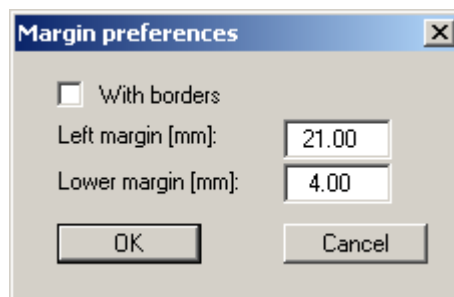 Margin preferences
With borders
Left margin [mm]: 21.00
Lower margin [mm]: 4.00
OK Cancel